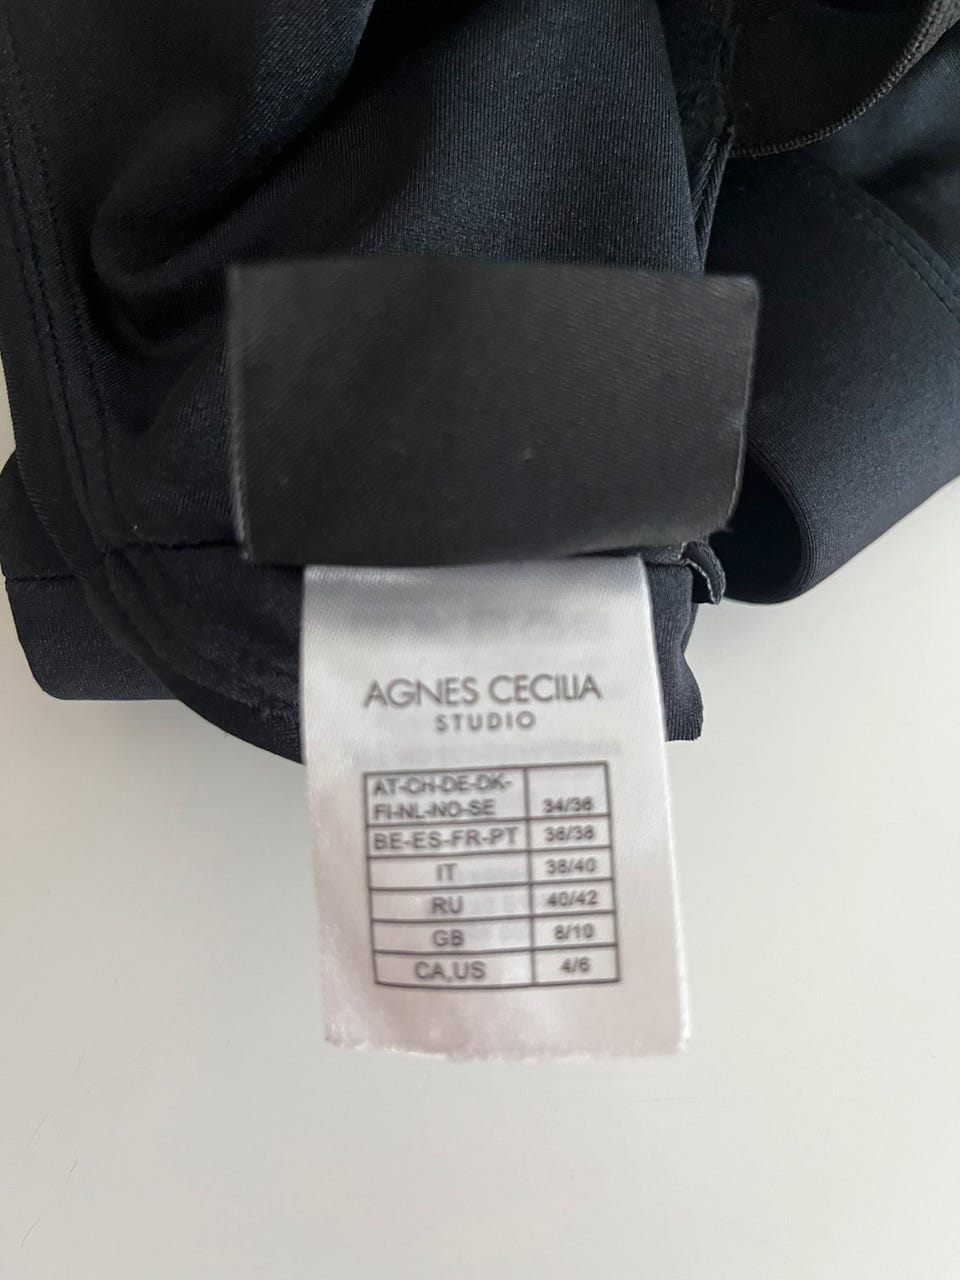 AGNES CECILIA
STUDIO
AT-CH-DE-DK-
FI-NL-NO-SE 34/36
BE-ES-FR-PT 36/38
IT 38/40
RU 40/42
GB 8/10
CA,US 4/6